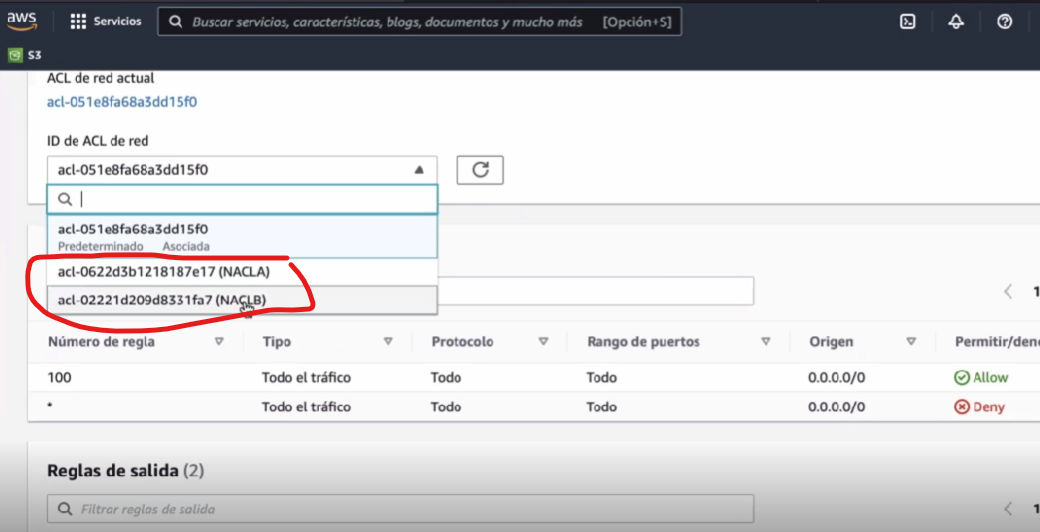 aws
Servicios
Buscar servicios, características, blogs, documentos y mucho más [Opción+S]
S3
ACL de red actual
acl-051e8fa68a3dd15f0
ID de ACL de red
acl-051e8fa68a3dd15f0
acl-051e8fa68a3dd15f0
Predeterminado Asociada
acl-0622d3b1218187e17 (NACLA)
acl-02221d209d8331fa7 (NACLB)
1
Número de regla Tipo Protocolo Rango de puertos Origen Permitir/den
100 Todo el tráfico Todo Todo 0.0.0.0/0 Allow
* Todo el tráfico Todo Todo 0.0.0.0/0 Deny
Reglas de salida (2)
Filtrar reglas de salida
1